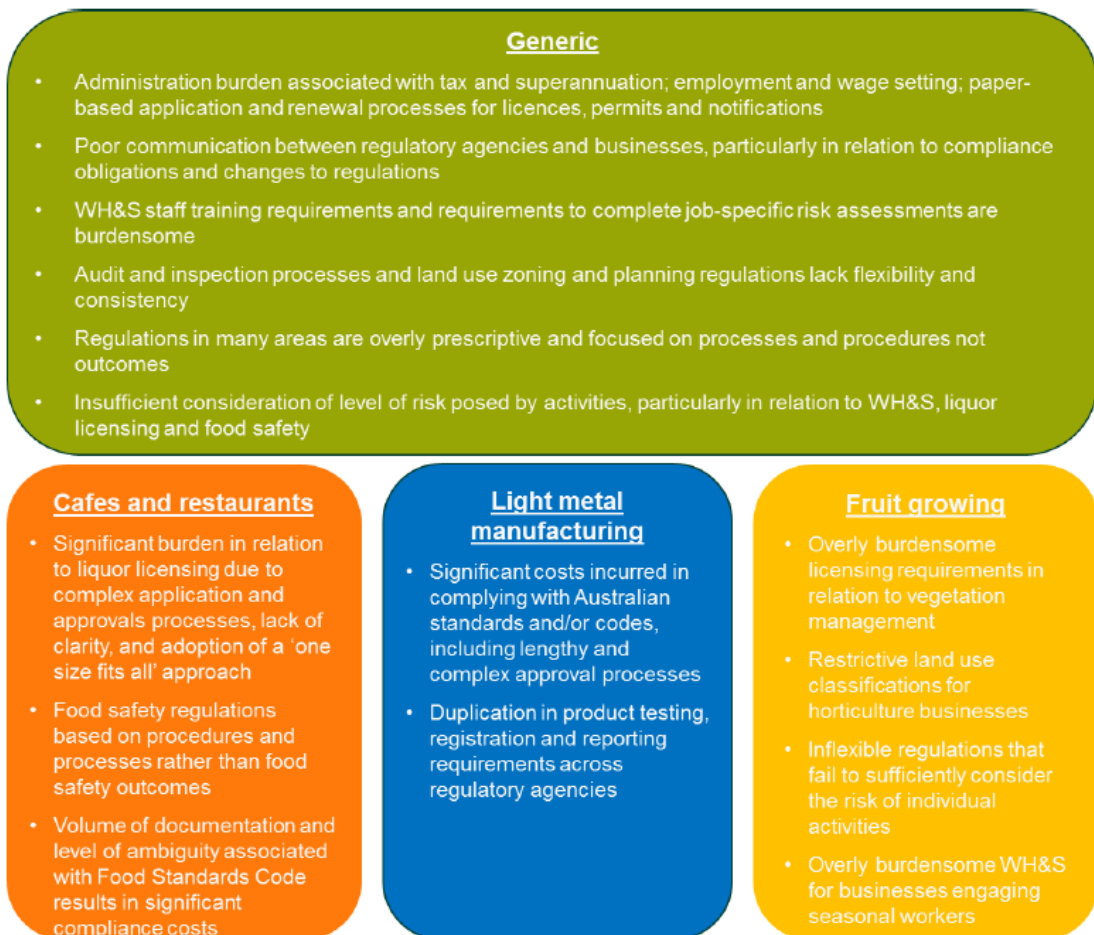 Generic
• Administration burden associated with tax and superannuation; employment and wage setting; paper-
based application and renewal processes for licences, permits and notifications
• Poor communication between regulatory agencies and businesses, particularly in relation to compliance
obligations and changes to regulations
• WH&S staff training requirements and requirements to complete job-specific risk assessments are
burdensome
• Audit and inspection processes and land use zoning and planning regulations lack flexibility and
consistency
• Regulations in many areas are overly prescriptive and focused on processes and procedures not
outcomes
• Insufficient consideration of level of risk posed by activities, particularly in relation to WH&S, liquor
licensing and food safety
Cafes and restaurants
• Significant burden in relation
to liquor licensing due to
complex application and
approvals processes, lack of
clarity, and adoption of a ‘one
size fits all’ approach
• Food safety regulations
based on procedures and
processes rather than food
safety outcomes
• Volume of documentation and
level of ambiguity associated
with Food Standards Code
results in significant
compliance costs
Light metal
manufacturing
• Significant costs incurred in
complying with Australian
standards and/or codes,
including lengthy and
complex approval processes
• Duplication in product testing,
registration and reporting
requirements across
regulatory agencies
Fruit growing
• Overly burdensome
licensing requirements in
relation to vegetation
management
• Restrictive land use
classifications for
horticulture businesses
• Inflexible regulations that
fail to sufficiently consider
the risk of individual
activities
• Overly burdensome WH&S
for businesses engaging
seasonal workers